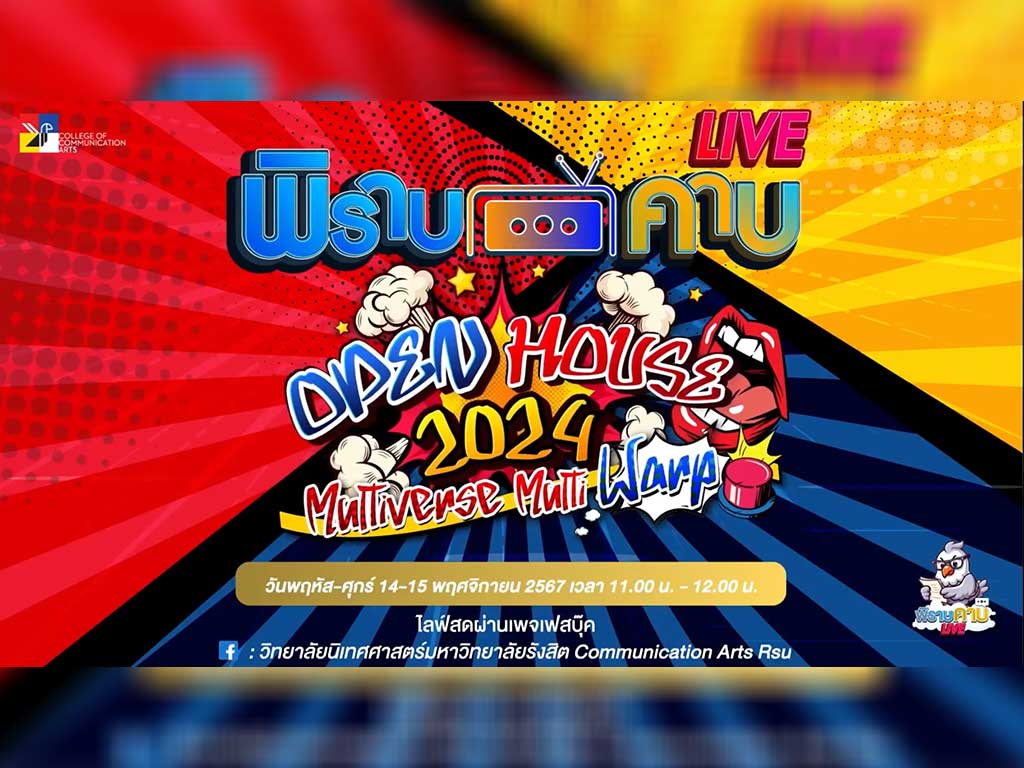 COLLEGE OF
COMMUNICATION
ARTS
LIVE
พิราบ คาบ
OPEN HOUSE
2024
Multiverse Multi Warp
วันพฤหัส-ศุกร์ 14-15 พฤศจิกายน 2567 เวลา 11.00 น. - 12.00 น.
ไลฟ์สดผ่านเพจเฟสบุ๊ค
f : วิทยาลัยนิเทศศาสตร์มหาวิทยาลัยรังสิต Communication Arts Rsu
พิราบคาบ
LIVE